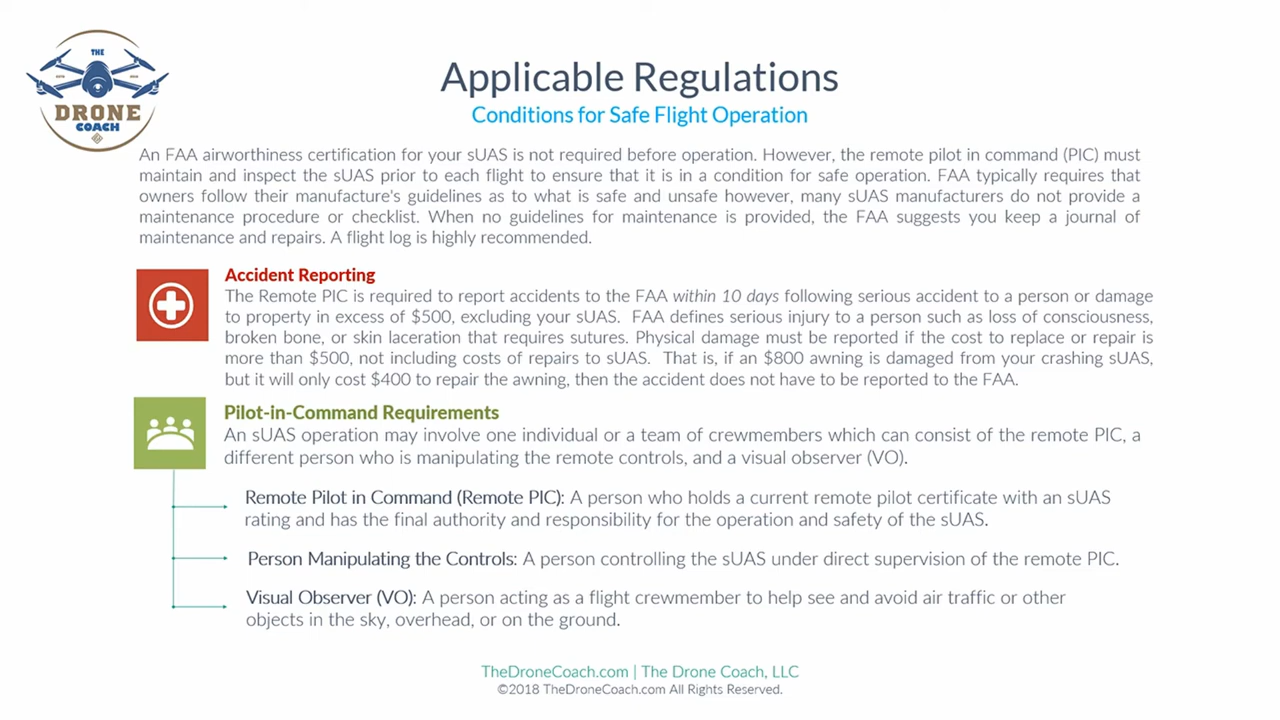 THE
DRONE
COACH
Applicable Regulations
Conditions for Safe Flight Operation
An FAA airworthiness certification for your sUAS is not required before operation. However, the remote pilot in command (PIC) must
maintain and inspect the sUAS prior to each flight to ensure that it is in a condition for safe operation. FAA typically requires that
owners follow their manufacture's guidelines as to what is safe and unsafe however, many sUAS manufacturers do not provide a
maintenance procedure or checklist. When no guidelines for maintenance is provided, the FAA suggests you keep a journal of
maintenance and repairs. A flight log is highly recommended.
Accident Reporting
The Remote PIC is required to report accidents to the FAA within 10 days following serious accident to a person or damage
to property in excess of $500, excluding your sUAS. FAA defines serious injury to a person such as loss of consciousness,
broken bone, or skin laceration that requires sutures. Physical damage must be reported if the cost to replace or repair is
more than $500, not including costs of repairs to sUAS. That is, if an $800 awning is damaged from your crashing sUAS,
but it will only cost $400 to repair the awning, then the accident does not have to be reported to the FAA.
Pilot-in-Command Requirements
An sUAS operation may involve one individual or a team of crewmembers which can consist of the remote PIC, a
different person who is manipulating the remote controls, and a visual observer (VO).
Remote Pilot in Command (Remote PIC): A person who holds a current remote pilot certificate with an sUAS
rating and has the final authority and responsibility for the operation and safety of the sUAS.
Person Manipulating the Controls: A person controlling the sUAS under direct supervision of the remote PIC.
Visual Observer (VO): A person acting as a flight crewmember to help see and avoid air traffic or other
objects in the sky, overhead, or on the ground.
TheDroneCoach.com | The Drone Coach, LLC
©2018 TheDroneCoach.com All Rights Reserved.